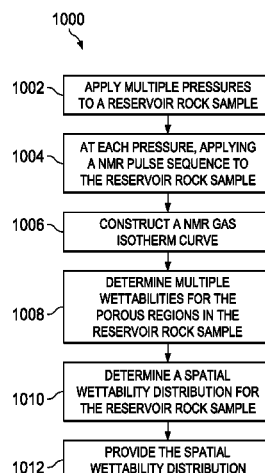 1000
1002
APPLY MULTIPLE PRESSURES
TO A RESERVOIR ROCK SAMPLE
1004
AT EACH PRESSURE, APPLYING
A NMR PULSE SEQUENCE TO
THE RESERVOIR ROCK SAMPLE
1006
CONSTRUCT A NMR GAS
ISOTHERM CURVE
1008
DETERMINE MULTIPLE
WETTABILITIES FOR THE
POROUS REGIONS IN THE
RESERVOIR ROCK SAMPLE
1010
DETERMINE A SPATIAL
WETTABILITY DISTRIBUTION FOR
THE RESERVOIR ROCK SAMPLE
1012
PROVIDE THE SPATIAL
WETTABILITY DISTRIBUTION